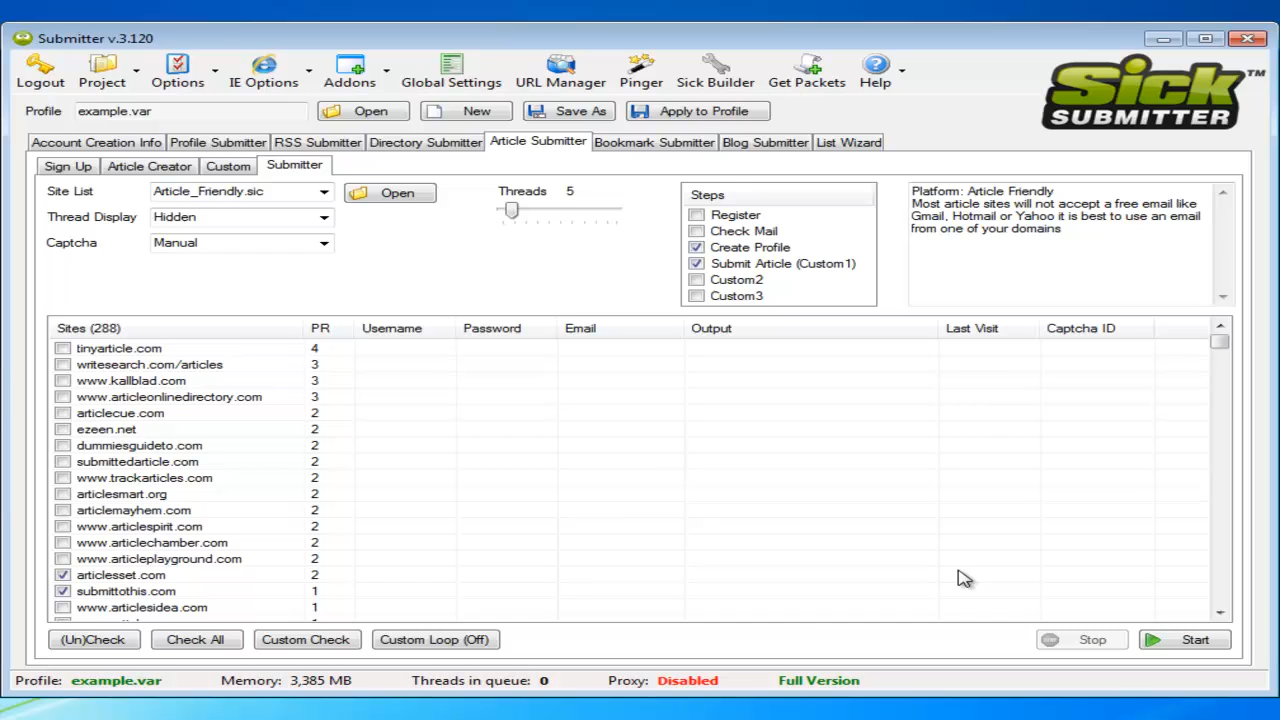 Submitter v.3.120
Logout Project Options IE Options Addons Global Settings URL Manager Pinger Sick Builder Get Packets Help
Sick SUBMITTER TM
Profile example.var Open New Save As Apply to Profile
Account Creation Info Profile Submitter RSS Submitter Directory Submitter Article Submitter Bookmark Submitter Blog Submitter List Wizard
Sign Up Article Creator Custom Submitter
Site List Article_Friendly.sic Open
Thread Display Hidden
Captcha Manual
Threads 5
Steps
Register
Check Mail
Create Profile
Submit Article (Custom1)
Custom2
Custom3
Platform: Article Friendly
Most article sites will not accept a free email like
Gmail, Hotmail or Yahoo it is best to use an email
from one of your domains
Sites (288) PR Username Password Email Output Last Visit Captcha ID
tinyarticle.com 4
writesearch.com/articles 3
www.kallblad.com 3
www.articleonlinedirectory.com 3
articlecue.com 2
ezeen.net 2
dummiesguideto.com 2
submittedarticle.com 2
www.trackarticles.com 2
articlesmart.org 2
articlemayhem.com 2
www.articlespirit.com 2
www.articlechamber.com 2
www.articleplayground.com 2
articlesset.com 2
submittothis.com 1
www.articlesidea.com 1
(Un)Check Check All Custom Check Custom Loop (Off) Stop Start
Profile: example.var Memory: 3,385 MB Threads in queue: 0 Proxy: Disabled Full Version